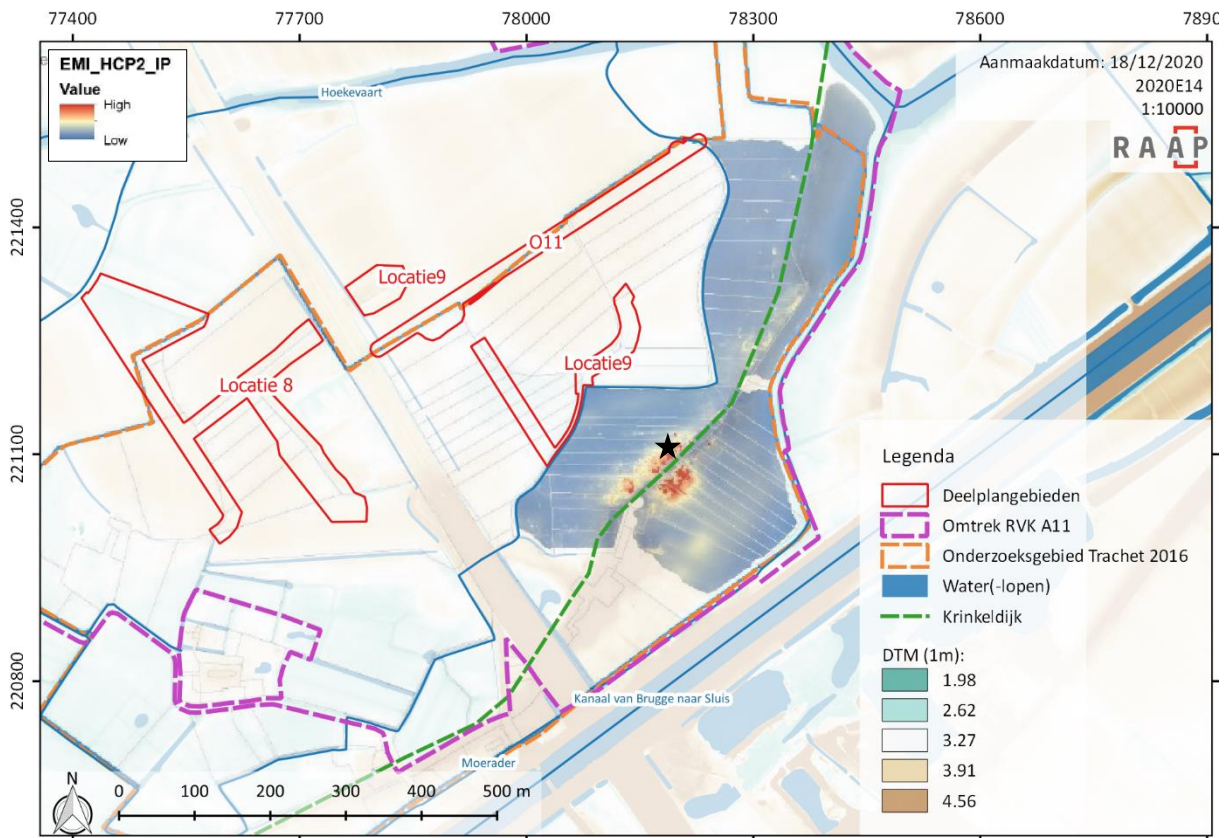 77400 77700 78000 78300 78600 7890
EMI_HCP2_IP
Value
High
Low
Hoekevaart
Aanmaakdatum: 18/12/2020
2020E14
1:10000
RAAP
221400
221100
220800
O11
Locatie9
Locatie9
Locatie 8
Legenda
Deelplangebieden
Omtrek RVK A11
Onderzoeksgebied Trachet 2016
Water(-lopen)
Krinkeldijk
DTM (1m):
1.98
2.62
3.27
3.91
4.56
Kanaal van Brugge naar Sluis
Moerader
N
0 100 200 300 400 500 m